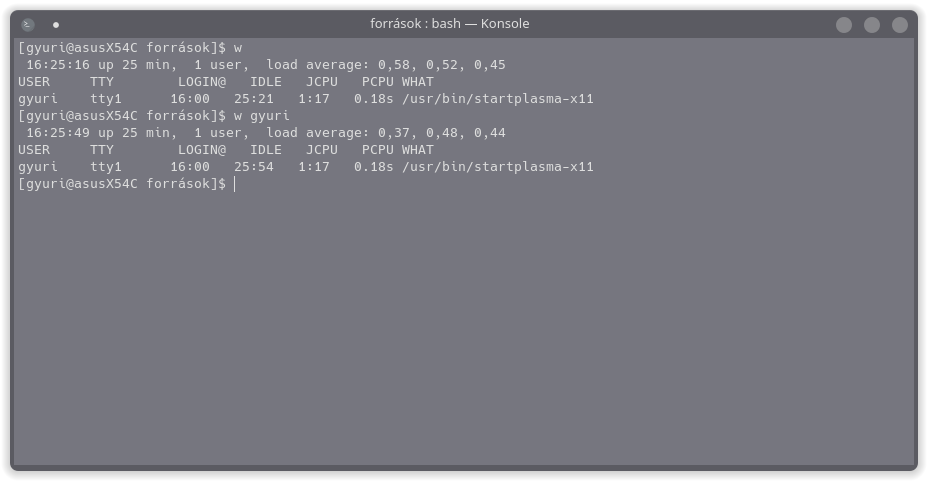 források : bash — Konsole
[gyuri@asusX54C források]$ w
 16:25:16 up 25 min,  1 user,  load average: 0,58, 0,52, 0,45
USER     TTY        LOGIN@   IDLE   JCPU   PCPU WHAT
gyuri    tty1      16:00   25:21   1:17   0.18s /usr/bin/startplasma-x11
[gyuri@asusX54C források]$ w gyuri
 16:25:49 up 25 min,  1 user,  load average: 0,37, 0,48, 0,44
USER     TTY        LOGIN@   IDLE   JCPU   PCPU WHAT
gyuri    tty1      16:00   25:54   1:17   0.18s /usr/bin/startplasma-x11
[gyuri@asusX54C források]$